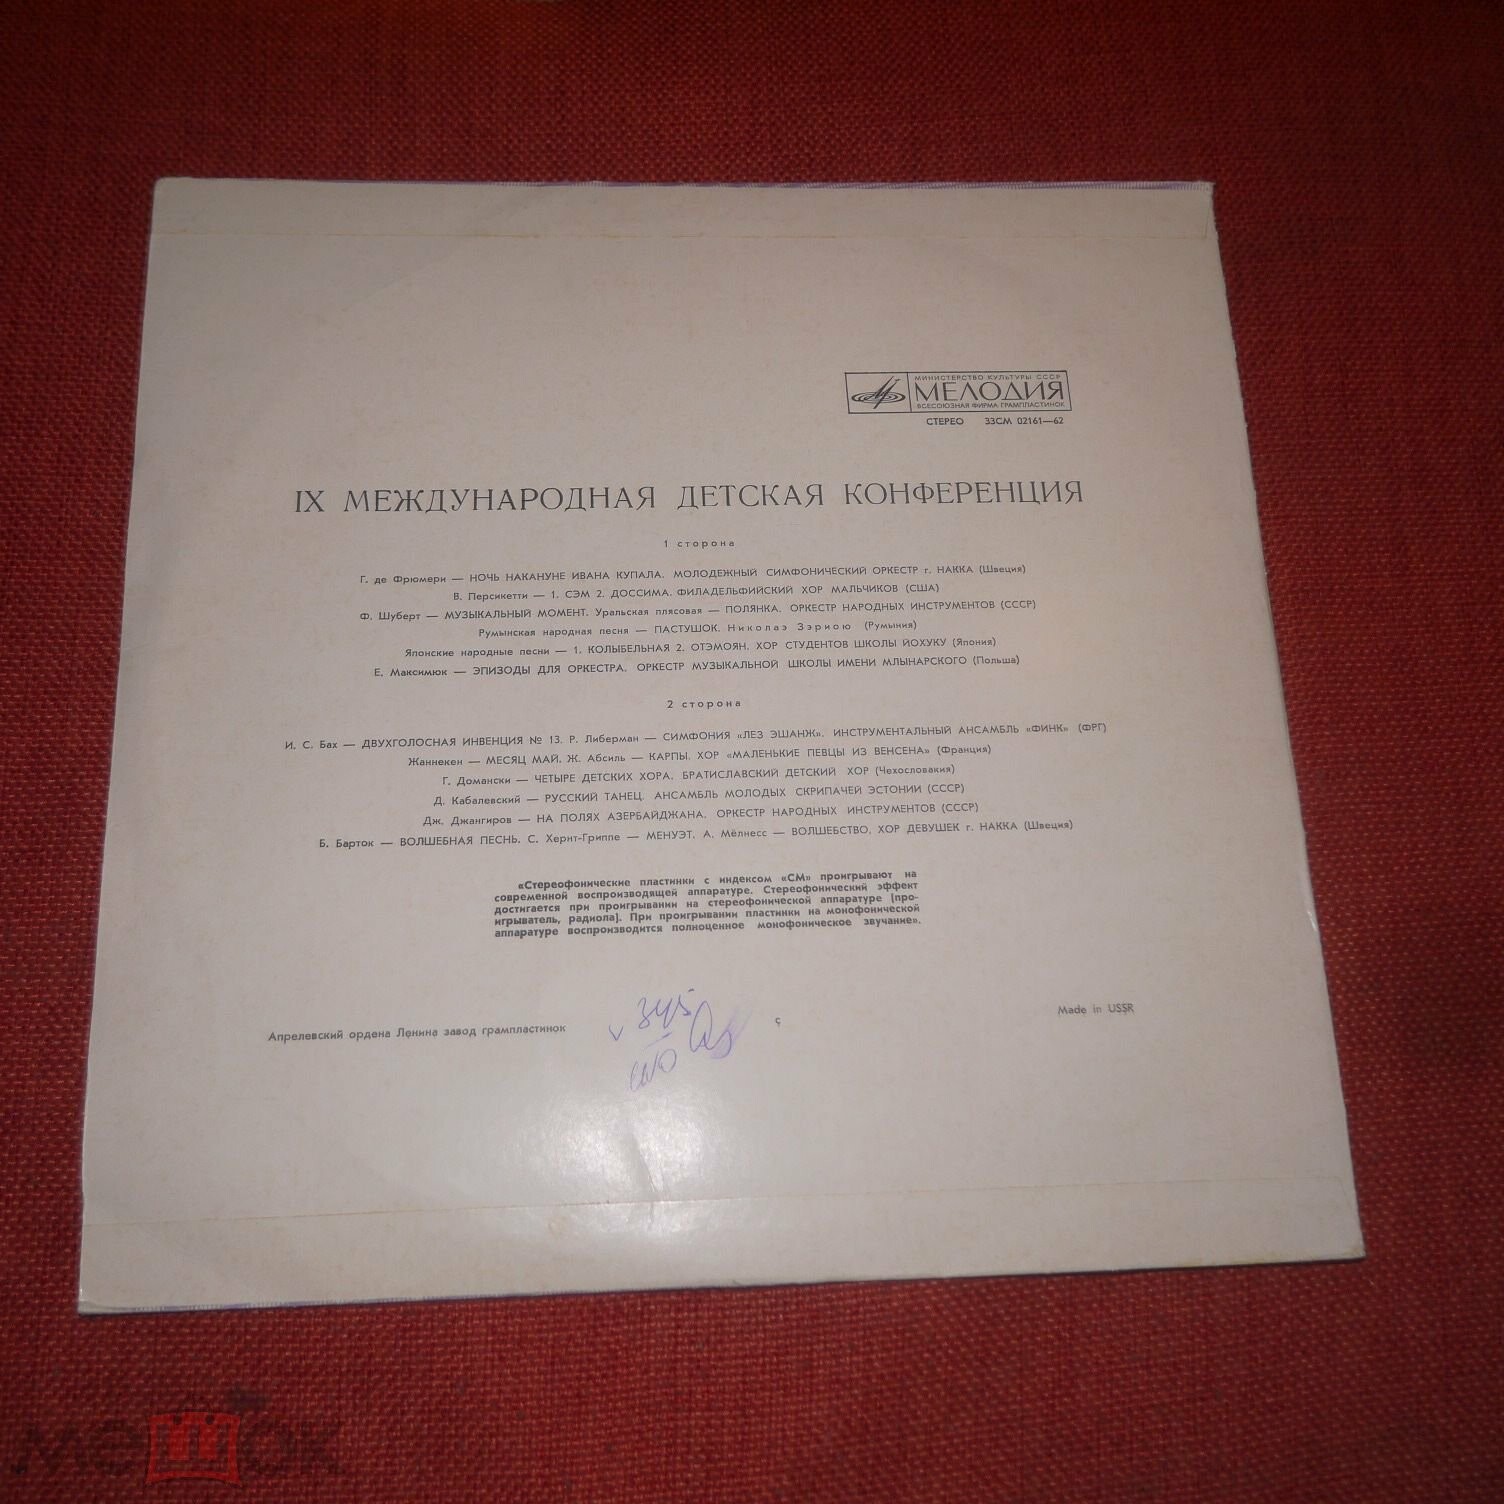 МИНИСТЕРСТВО КУЛЬТУРЫ СССР
МЕЛОДИЯ
ВСЕСОЮЗНАЯ ФИРМА ГРАМПЛАСТИНОК
СТЕРЕО 33СМ 02161—62
IX МЕЖДУНАРОДНАЯ ДЕТСКАЯ КОНФЕРЕНЦИЯ
1 сторона
Г. де Фрюмери — НОЧЬ НАКАНУНЕ ИВАНА КУПАЛА. МОЛОДЕЖНЫЙ СИМФОНИЧЕСКИЙ ОРКЕСТР г. НАККА (Швеция)
В. Персикетти — 1. СЭМ 2. ДОССИМА. ФИЛАДЕЛЬФИЙСКИЙ ХОР МАЛЬЧИКОВ (США)
Ф. Шуберт — МУЗЫКАЛЬНЫЙ МОМЕНТ. Уральская плясовая — ПОЛЯНКА. ОРКЕСТР НАРОДНЫХ ИНСТРУМЕНТОВ (СССР)
Румынская народная песня — ПАСТУШОК. Николаэ Зэриою (Румыния)
Японские народные песни — 1. КОЛЫБЕЛЬНАЯ 2. ОТЭМОЯН. ХОР СТУДЕНТОВ ШКОЛЫ ЙОХУКУ (Япония)
Е. Максимюк — ЭПИЗОДЫ ДЛЯ ОРКЕСТРА. ОРКЕСТР МУЗЫКАЛЬНОЙ ШКОЛЫ ИМЕНИ МЛЫНАРСКОГО (Польша)
2 сторона
И. С. Бах — ДВУХГОЛОСНАЯ ИНВЕНЦИЯ № 13. Р. Либерман — СИМФОНИЯ «ЛЕЗ ЭШАНЖ». ИНСТРУМЕНТАЛЬНЫЙ АНСАМБЛЬ «ФИНК» (ФРГ)
Жаннекен — МЕСЯЦ МАЙ. Ж. Абсиль — КАРПЫ. ХОР «МАЛЕНЬКИЕ ПЕВЦЫ ИЗ ВЕНСЕНА» (Франция)
Г. Домански — ЧЕТЫРЕ ДЕТСКИХ ХОРА. БРАТИСЛАВСКИЙ ДЕТСКИЙ ХОР (Чехословакия)
Д. Кабалевский — РУССКИЙ ТАНЕЦ. АНСАМБЛЬ МОЛОДЫХ СКРИПАЧЕЙ ЭСТОНИИ (СССР)
Дж. Джангиров — НА ПОЛЯХ АЗЕРБАЙДЖАНА. ОРКЕСТР НАРОДНЫХ ИНСТРУМЕНТОВ (СССР)
Б. Барток — ВОЛШЕБНАЯ ПЕСНЬ. С. Хернт-Гриппе — МЕНУЭТ. А. Мёлнесс — ВОЛШЕБСТВО. ХОР ДЕВУШЕК г. НАККА (Швеция)
«Стереофонические пластинки с индексом «СМ» проигрывают на
современной воспроизводящей аппаратуре. Стереофонический эффект
достигается при проигрывании на стереофонической аппаратуре (про-
игрыватель, радиола). При проигрывании пластинки на монофонической
аппаратуре воспроизводится полноценное монофоническое звучание».
Апрелевский ордена Ленина завод грампластинок
Made in USSR
мешок